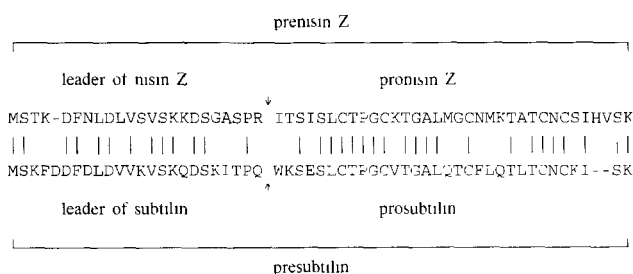 prenisin Z
leader of nisin Z pronisin Z
MSTK-DFNLDLVSVSKKDSGASPR ITSISLCTPGCKTGALMGCNMKTATCNCSIHVSK
MSKFDDFDLDVVKVSKQDSKITPQ WKSESLCTPGCVTGALQTCFLQTLTCNCKI--SK
leader of subtilin prosubtilin
presubtilin